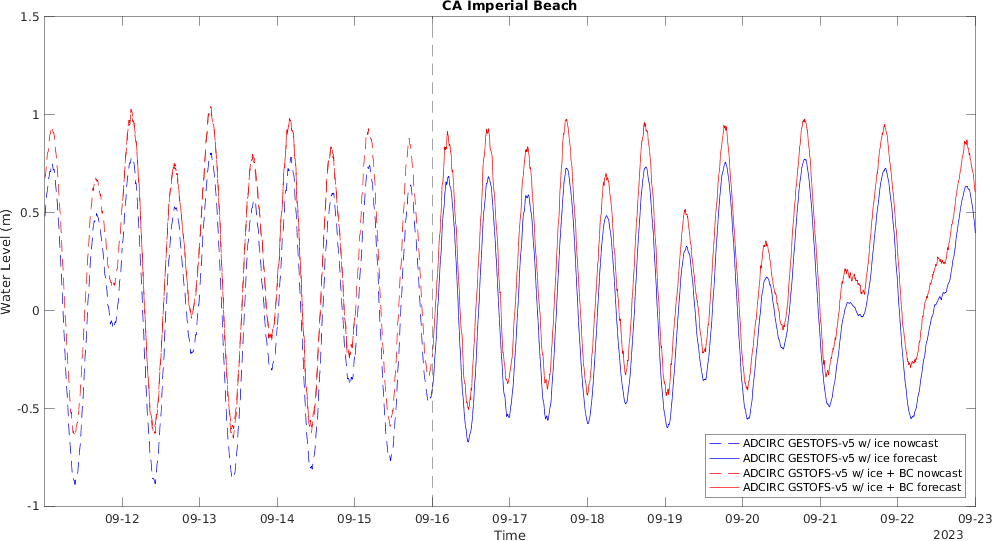 CA Imperial Beach
1.5
1
0.5
0
-0.5
-1
Water Level (m)
09-12 09-13 09-14 09-15 09-16 09-17 09-18 09-19 09-20 09-21 09-22 09-23
Time
2023
ADCIRC GESTOFS-v5 w/ ice nowcast
ADCIRC GESTOFS-v5 w/ ice forecast
ADCIRC GSTOFS-v5 w/ ice + BC nowcast
ADCIRC GSTOFS-v5 w/ ice + BC forecast